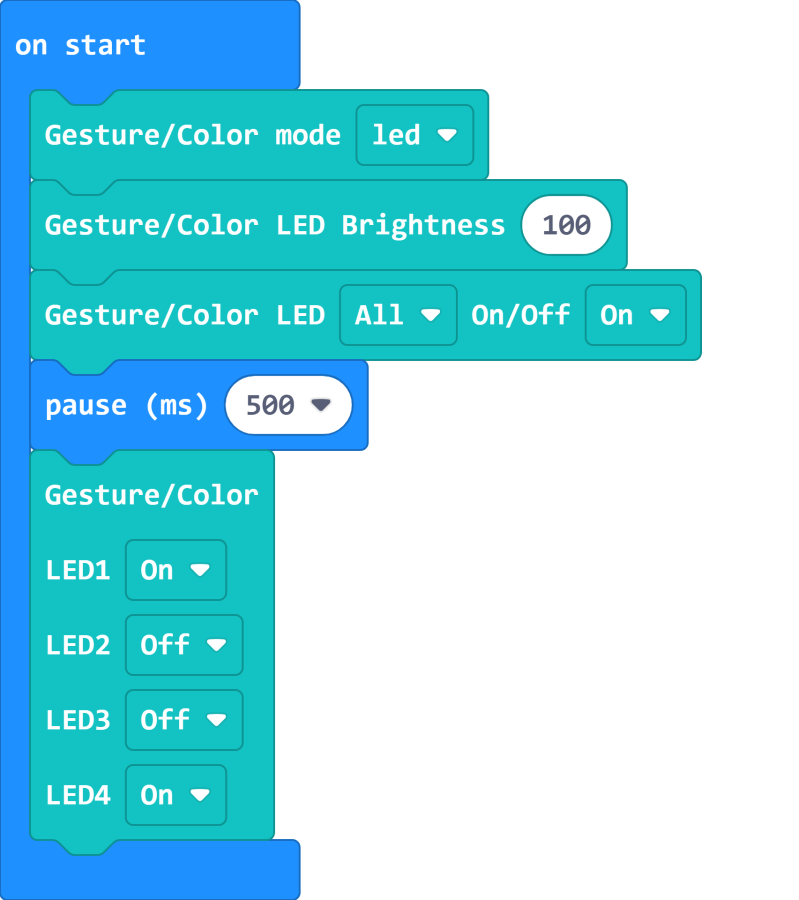 on start
Gesture/Color mode led
Gesture/Color LED Brightness 100
Gesture/Color LED All On/Off On
pause (ms) 500
Gesture/Color
LED1 On
LED2 Off
LED3 Off
LED4 On